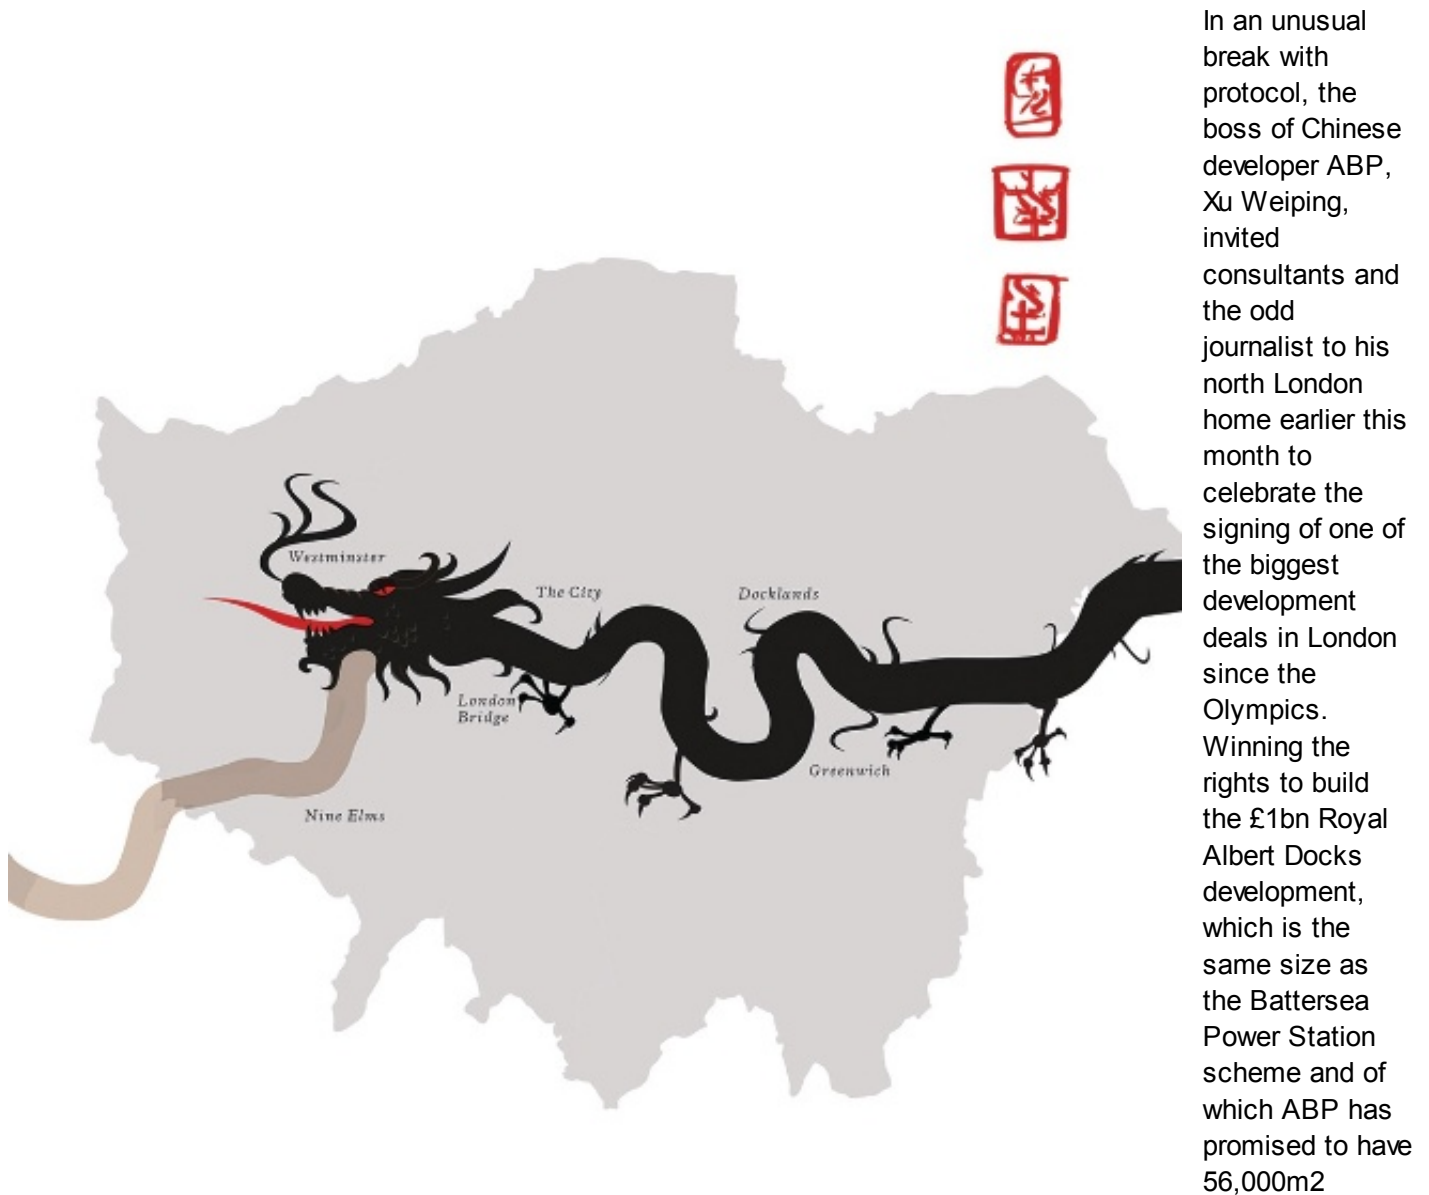 In an unusual
break with
protocol, the
boss of Chinese
developer ABP,
Xu Weiping,
invited
consultants and
the odd
journalist to his
north London
home earlier this
month to
celebrate the
signing of one of
the biggest
development
deals in London
since the
Olympics.
Winning the
rights to build
the £1bn Royal
Albert Docks
development,
which is the
same size as
the Battersea
Power Station
scheme and of
which ABP has
promised to have
56,000m2
Westminster
The City
Docklands
London
Bridge
Greenwich
Nine Elms